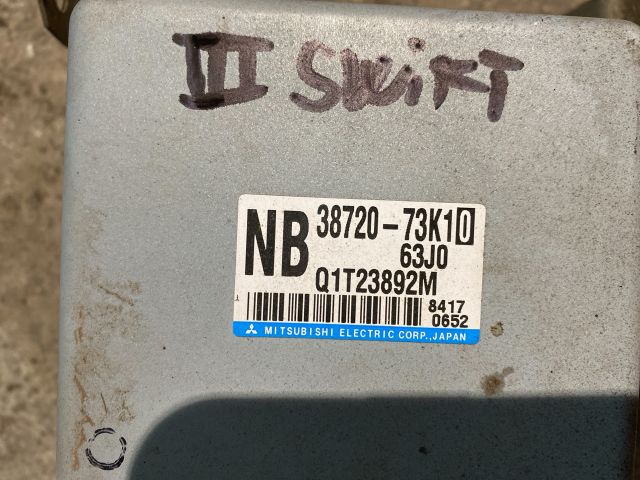 III SWiFT
NB 38720-73K10
63J0
Q1T23892M
8417
0652
MITSUBISHI ELECTRIC CORP.,JAPAN